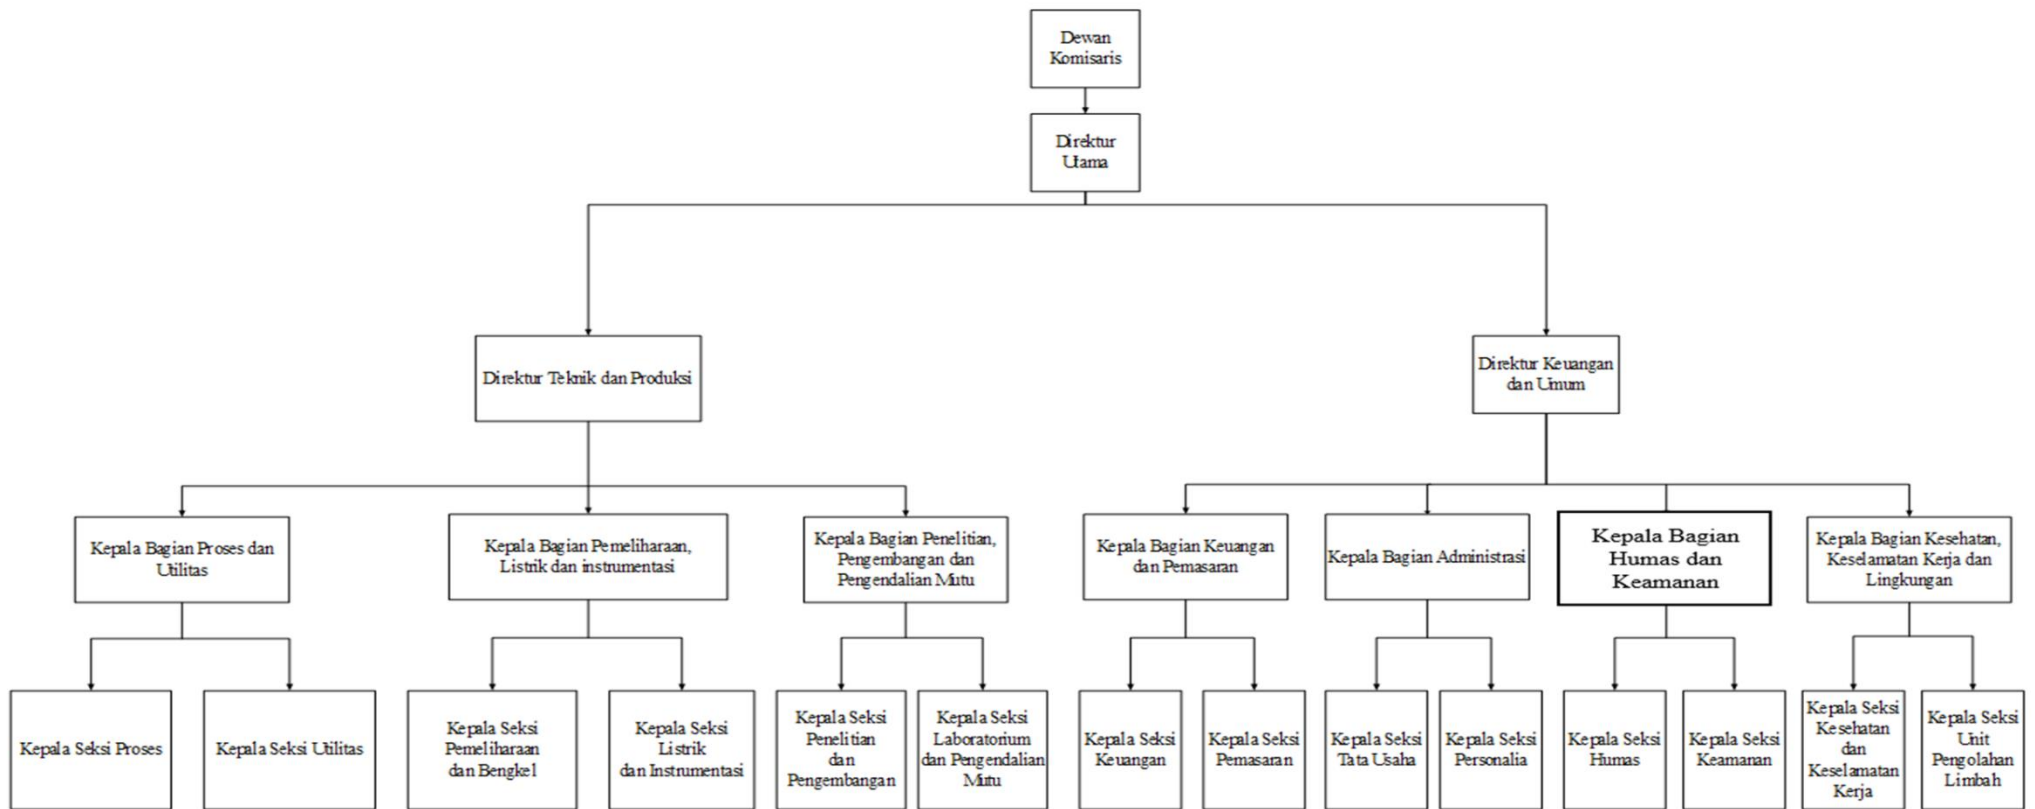 Dewan
Komisaris
Direktur
Utama
Direktur Teknik dan Produksi
Direktur Keuangan
dan Umum
Kepala Bagian Proses dan
Utilitas
Kepala Bagian Pemeliharaan,
Listrik dan instrumentasi
Kepala Bagian Penelitian,
Pengembangan dan
Pengendalian Mutu
Kepala Bagian Keuangan
dan Pemasaran
Kepala Bagian Administrasi
Kepala Bagian
Humas dan
Keamanan
Kepala Bagian Kesehatan,
Keselamatan Kerja dan
Lingkungan
Kepala Seksi Proses
Kepala Seksi Utilitas
Kepala Seksi
Pemeliharaan
dan Bengkel
Kepala Seksi
Listrik
dan Instrumentasi
Kepala Seksi
Penelitian
dan
Pengembangan
Kepala Seksi
Laboratorium
dan Pengendalian
Mutu
Kepala Seksi
Keuangan
Kepala Seksi
Pemasaran
Kepala Seksi
Tata Usaha
Kepala Seksi
Personalia
Kepala Seksi
Humas
Kepala Seksi
Keamanan
Kepala Seksi
Kesehatan
dan
Keselamatan
Kerja
Kepala Seksi
Unit
Pengolahan
Limbah